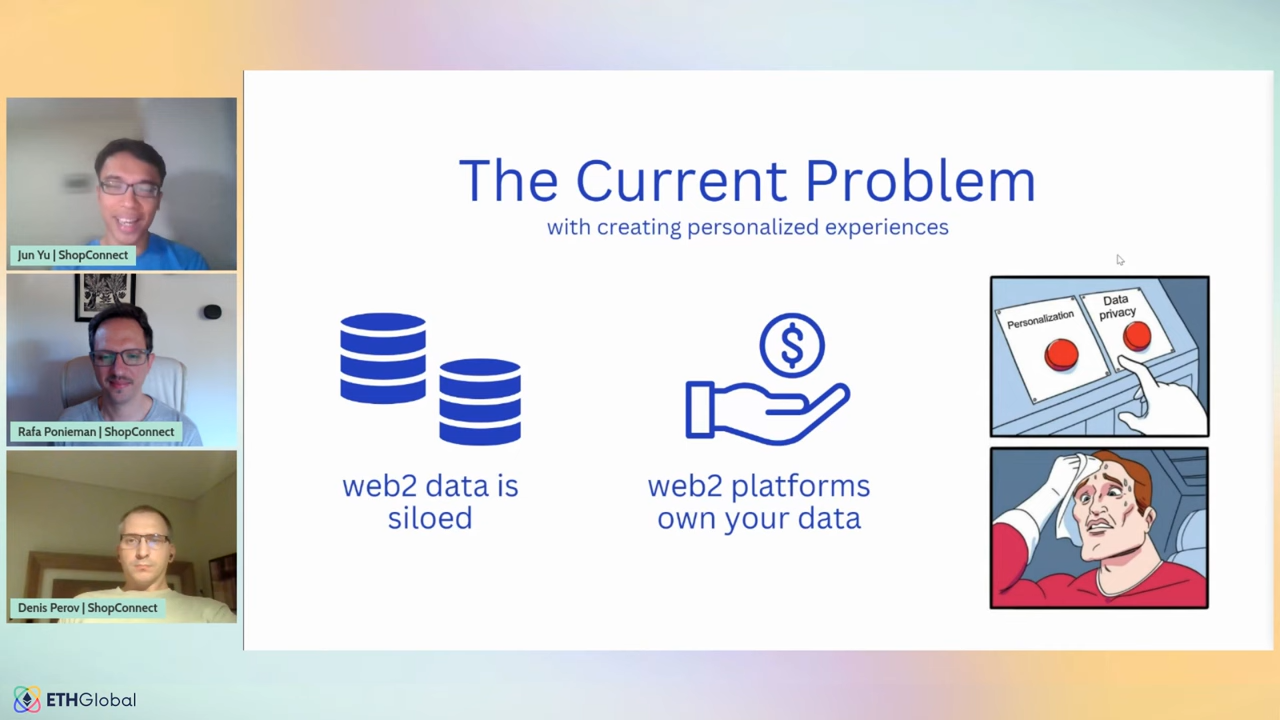 The Current Problem
with creating personalized experiences
web2 data is
siloed
web2 platforms
own your data
Personalization
Data
privacy
Jun Yu | ShopConnect
Rafa Ponieman | ShopConnect
Denis Perov | ShopConnect
ETHGlobal